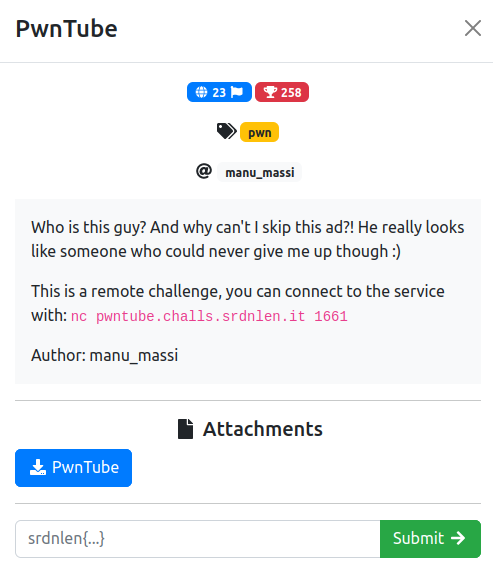 PwnTube
23
258
pwn
@ manu_massi
Who is this guy? And why can't I skip this ad?! He really looks
like someone who could never give me up though :)
This is a remote challenge, you can connect to the service
with: nc pwntube.challs.srdnlen.it 1661
Author: manu_massi
Attachments
PwnTube
srdnlen{...}
Submit